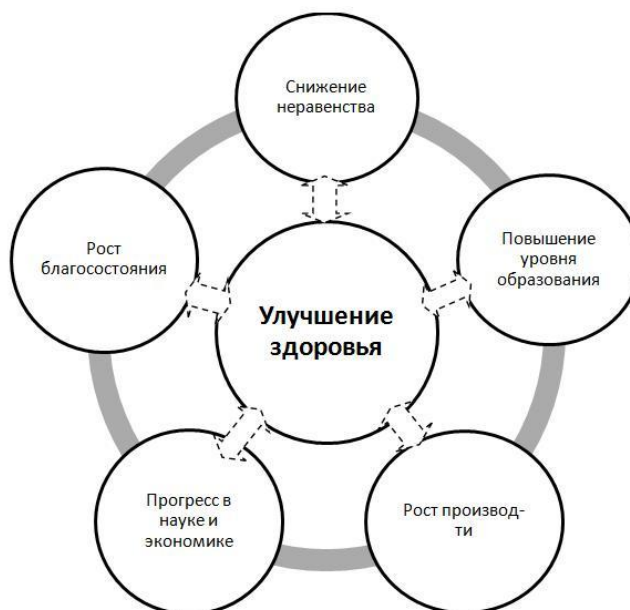 Снижение
неравенства
Повышение
уровня
образования
Рост производ-
ти
Прогресс в
науке и
экономике
Рост
благосостояния
Улучшение
здоровья